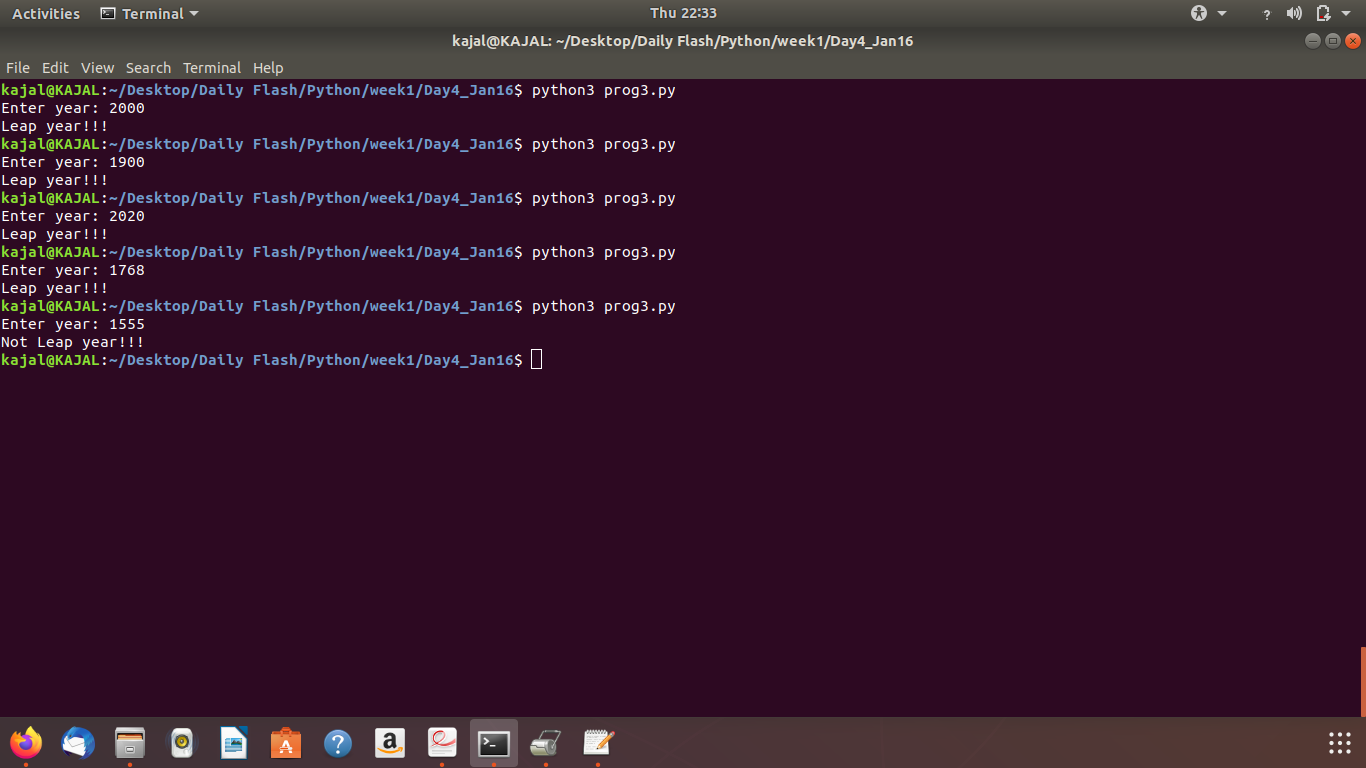 Activities Terminal Thu 22:33 ?
kajal@KAJAL: ~/Desktop/Daily Flash/Python/week1/Day4_Jan16
File Edit View Search Terminal Help
kajal@KAJAL:~/Desktop/Daily Flash/Python/week1/Day4_Jan16$ python3 prog3.py
Enter year: 2000
Leap year!!!
kajal@KAJAL:~/Desktop/Daily Flash/Python/week1/Day4_Jan16$ python3 prog3.py
Enter year: 1900
Leap year!!!
kajal@KAJAL:~/Desktop/Daily Flash/Python/week1/Day4_Jan16$ python3 prog3.py
Enter year: 2020
Leap year!!!
kajal@KAJAL:~/Desktop/Daily Flash/Python/week1/Day4_Jan16$ python3 prog3.py
Enter year: 1768
Leap year!!!
kajal@KAJAL:~/Desktop/Daily Flash/Python/week1/Day4_Jan16$ python3 prog3.py
Enter year: 1555
Not Leap year!!!
kajal@KAJAL:~/Desktop/Daily Flash/Python/week1/Day4_Jan16$